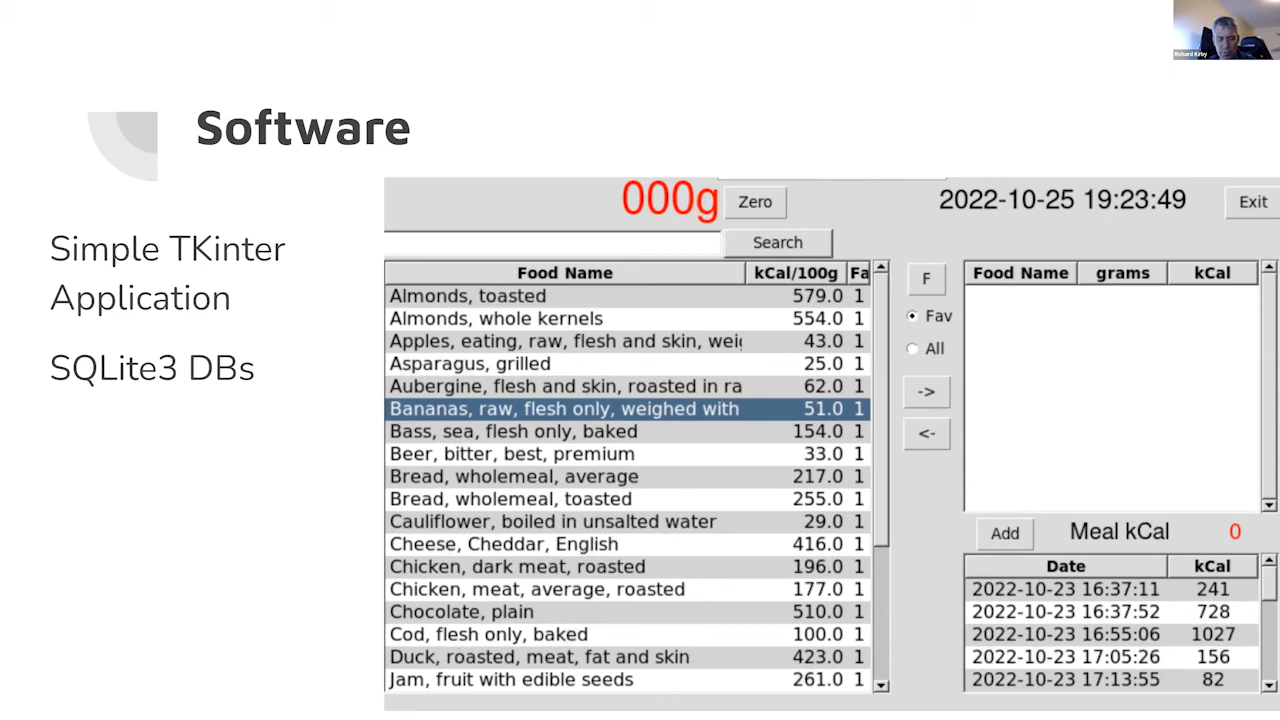 Richard Kirby
Software
Simple TKinter
Application
SQLite3 DBs
000g Zero 2022-10-25 19:23:49 Exit
Search
Food Name kCal/100g Fa
Almonds, toasted 579.0 1
Almonds, whole kernels 554.0 1
Apples, eating, raw, flesh and skin, weig 43.0 1
Asparagus, grilled 25.0 1
Aubergine, flesh and skin, roasted in ra 62.0 1
Bananas, raw, flesh only, weighed with 51.0 1
Bass, sea, flesh only, baked 154.0 1
Beer, bitter, best, premium 33.0 1
Bread, wholemeal, average 217.0 1
Bread, wholemeal, toasted 255.0 1
Cauliflower, boiled in unsalted water 29.0 1
Cheese, Cheddar, English 416.0 1
Chicken, dark meat, roasted 196.0 1
Chicken, meat, average, roasted 177.0 1
Chocolate, plain 510.0 1
Cod, flesh only, baked 100.0 1
Duck, roasted, meat, fat and skin 423.0 1
Jam, fruit with edible seeds 261.0 1
F
Fav
All
->
<-
Food Name grams kCal
Add Meal kCal 0
Date kCal
2022-10-23 16:37:11 241
2022-10-23 16:37:52 728
2022-10-23 16:55:06 1027
2022-10-23 17:05:26 156
2022-10-23 17:13:55 82